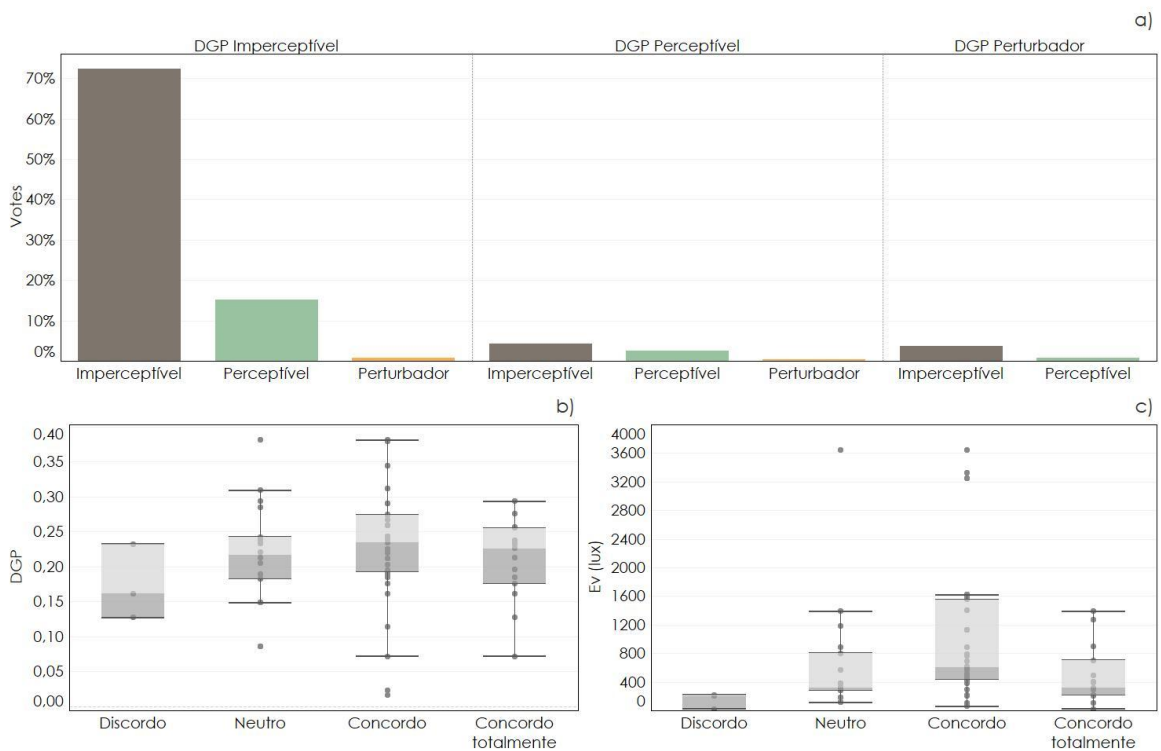 a)
DGP Imperceptível DGP Perceptível DGP Perturbador
Votes
70%
60%
50%
40%
30%
20%
10%
0%
Imperceptível Perceptível Perturbador Imperceptível Perceptível Perturbador Imperceptível Perceptível
b)
DGP
0,40
0,35
0,30
0,25
0,20
0,15
0,10
0,05
0,00
Discordo Neutro Concordo Concordo
totalmente
c)
Ev (lux)
4000
3600
2800
2400
2000
1600
1200
800
400
0
Discordo Neutro Concordo Concordo
totalmente